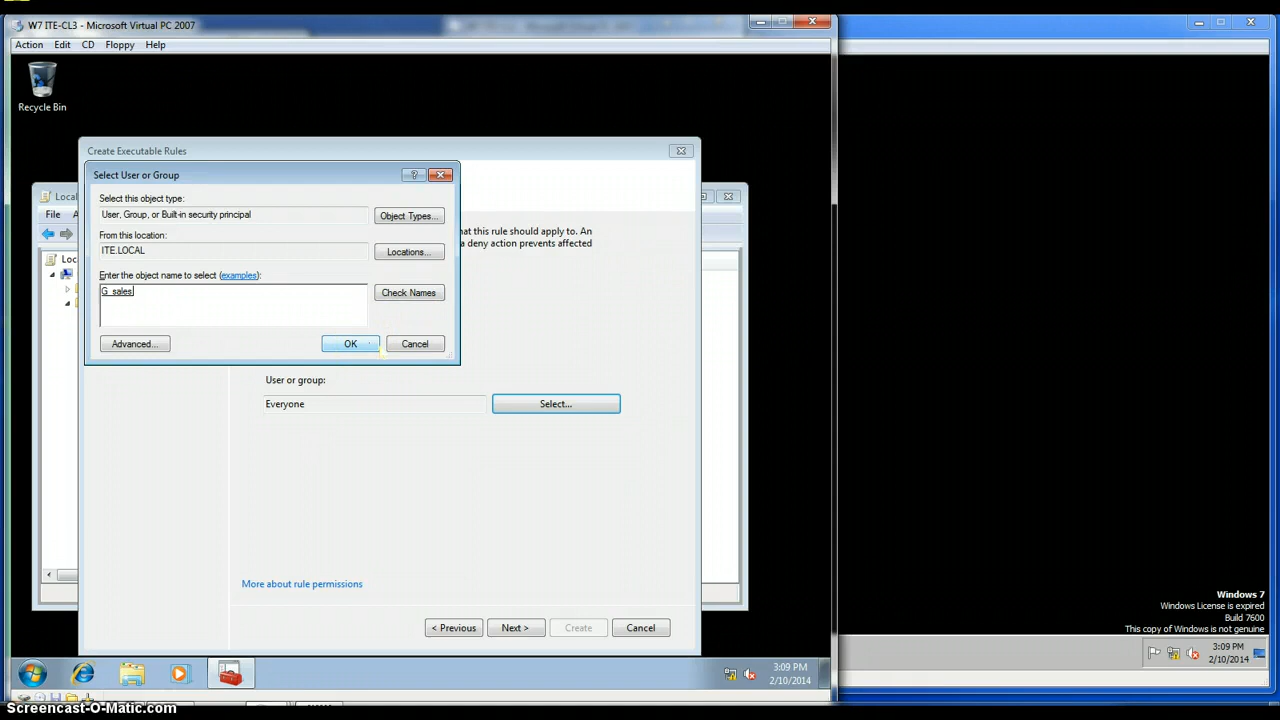 W7 ITE-CL3 - Microsoft Virtual PC 2007
Action Edit CD Floppy Help
Recycle Bin
Create Executable Rules
Select User or Group
Select this object type:
User, Group, or Built-in security principal
Object Types...
From this location:
ITE.LOCAL
Locations...
Enter the object name to select (examples):
G_sales
Check Names
Advanced...
OK
Cancel
Local
File A
Loc
that this rule should apply to. An
a deny action prevents affected
User or group:
Everyone
Select...
More about rule permissions
< Previous
Next >
Create
Cancel
3:09 PM
2/10/2014
Windows 7
Windows License is expired
Build 7600
This copy of Windows is not genuine
3:09 PM
2/10/2014
Screencast-O-Matic.com